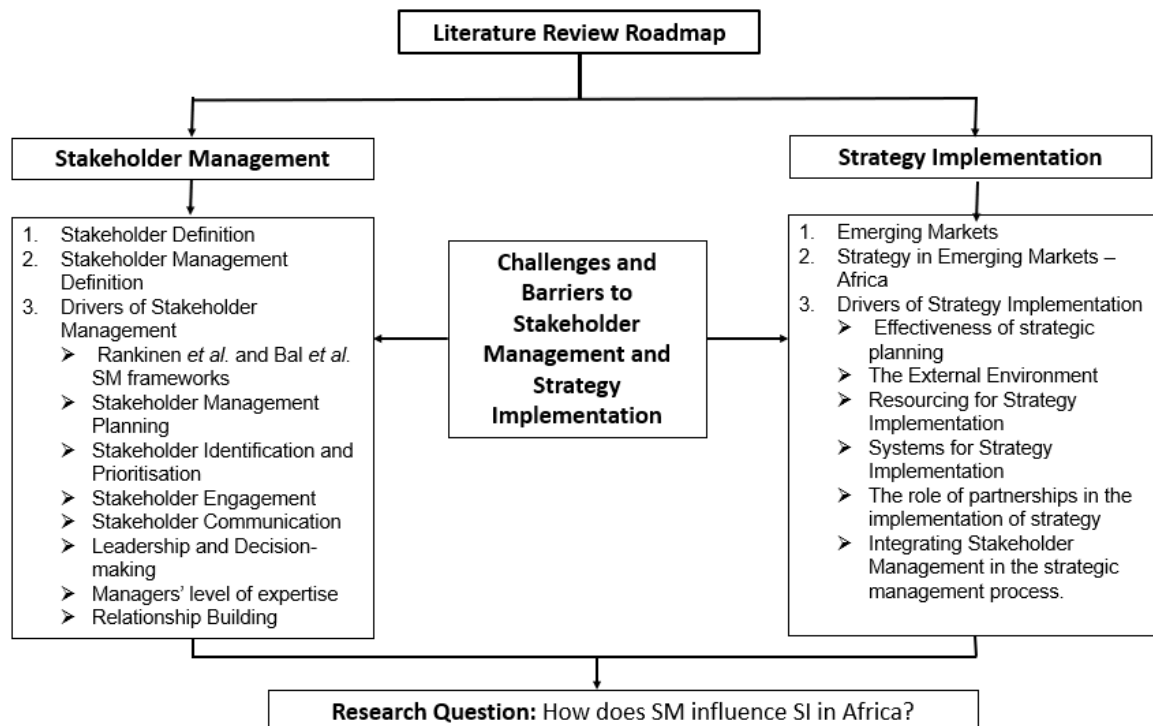 Literature Review Roadmap
Stakeholder Management
Strategy Implementation
1. Stakeholder Definition
2. Stakeholder Management
Definition
3. Drivers of Stakeholder
Management
➢ Rankinen et al. and Bal et al.
SM frameworks
➢ Stakeholder Management
Planning
➢ Stakeholder Identification and
Prioritisation
➢ Stakeholder Engagement
➢ Stakeholder Communication
➢ Leadership and Decision-
making
➢ Managers' level of expertise
➢ Relationship Building
Challenges and
Barriers to
Stakeholder
Management and
Strategy
Implementation
1. Emerging Markets
2. Strategy in Emerging Markets –
Africa
3. Drivers of Strategy Implementation
➢ Effectiveness of strategic
planning
➢ The External Environment
➢ Resourcing for Strategy
Implementation
➢ Systems for Strategy
Implementation
➢ The role of partnerships in the
implementation of strategy
➢ Integrating Stakeholder
Management in the strategic
management process.
Research Question: How does SM influence SI in Africa?